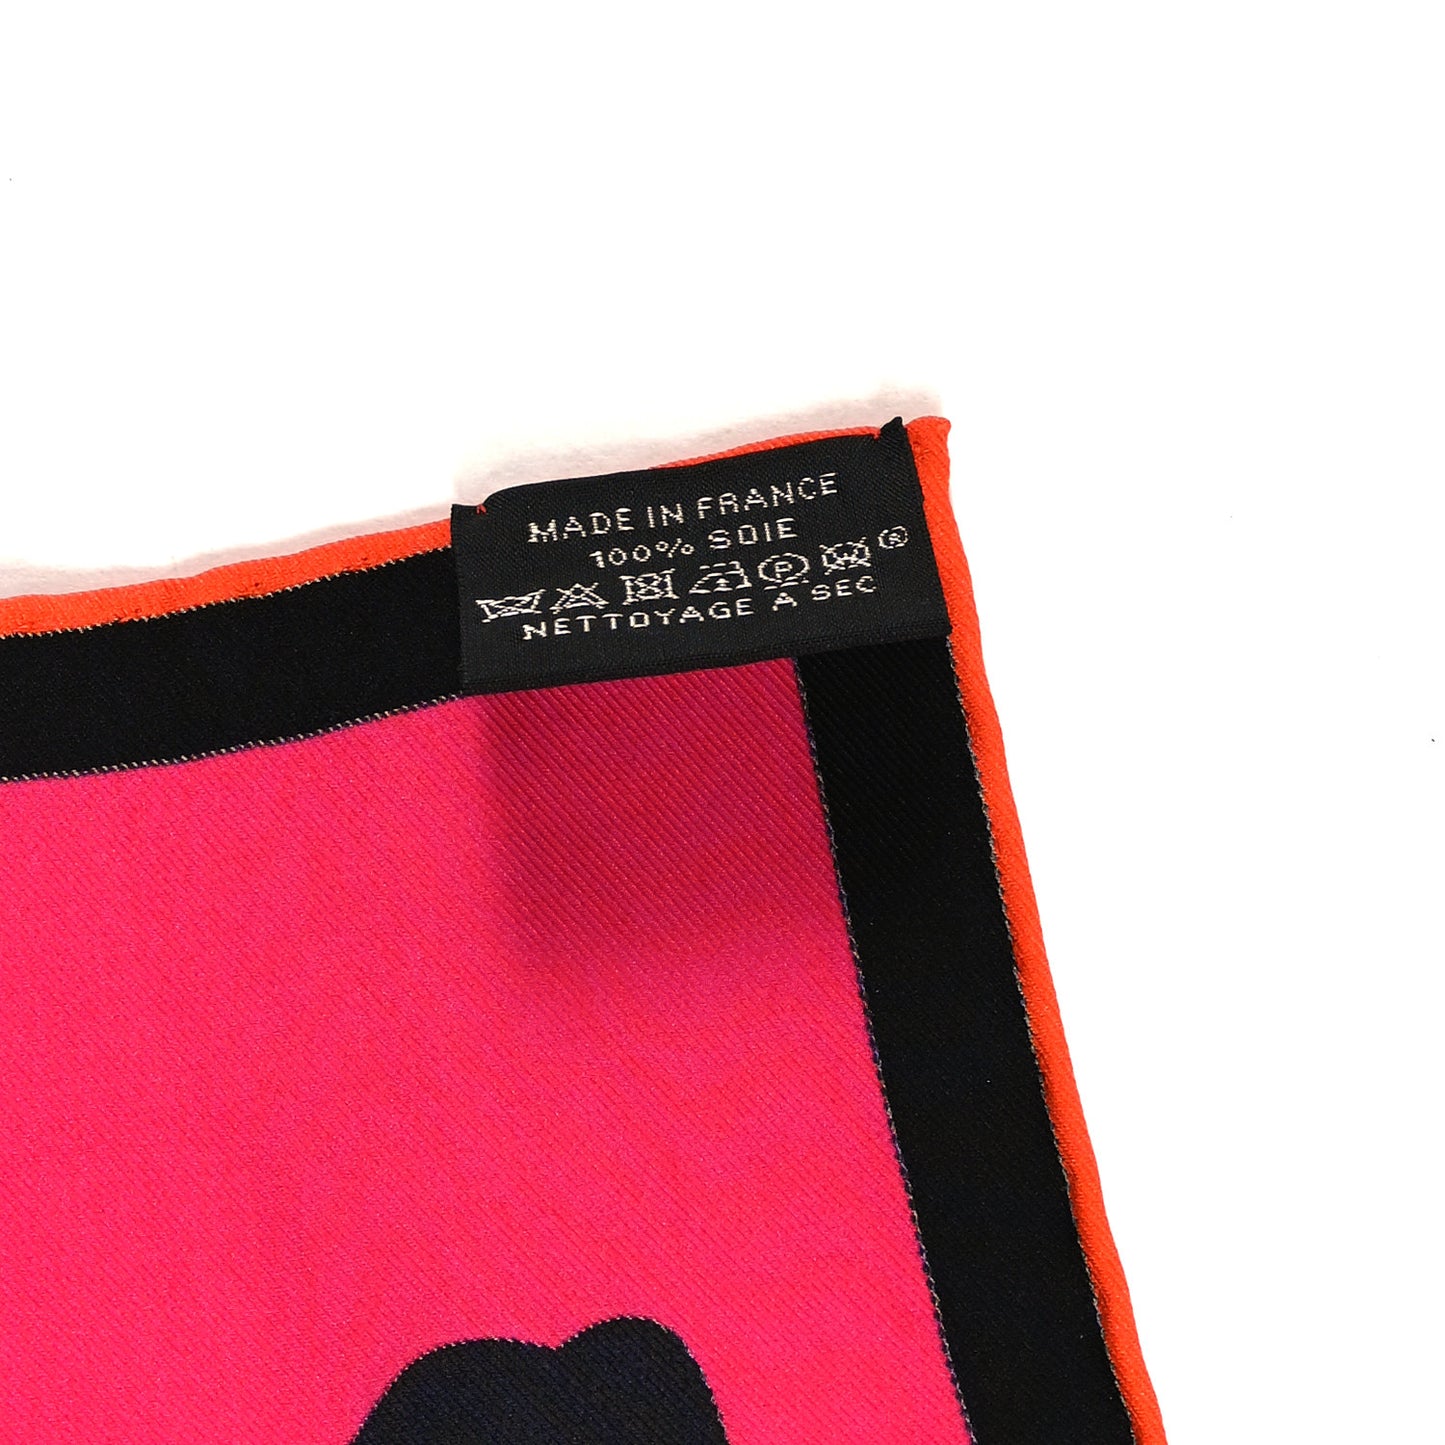 MADE IN FRANCE
100% SOIE
P W ®
NETTOYAGE A SEC